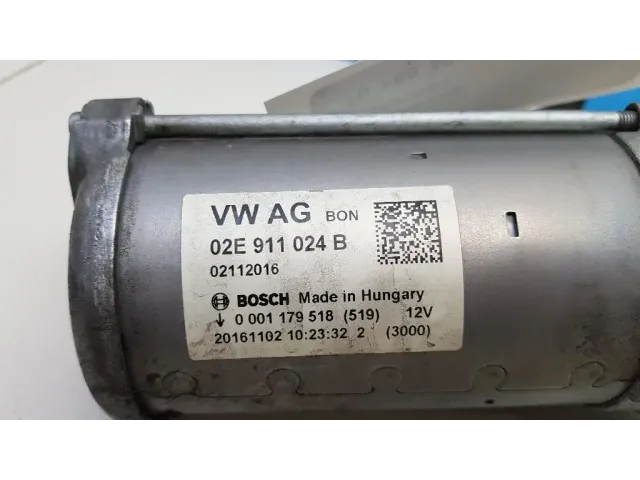 VW AG BON
02E 911 024 B
02112016
BOSCH Made in Hungary
↓ 0 001 179 518 (519) 12V
20161102 10:23:32 2 (3000)